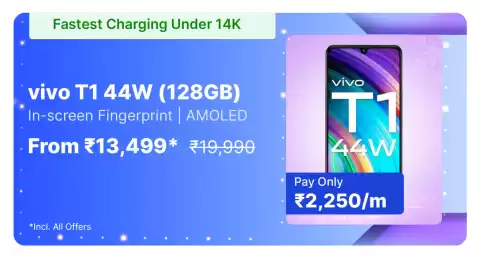 Fastest Charging Under 14K
vivo T1 44W (128GB)
In-screen Fingerprint | AMOLED
From ₹13,499* ₹19,990
*Incl. All Offers
vivo
T1
44W
Pay Only
₹2,250/m